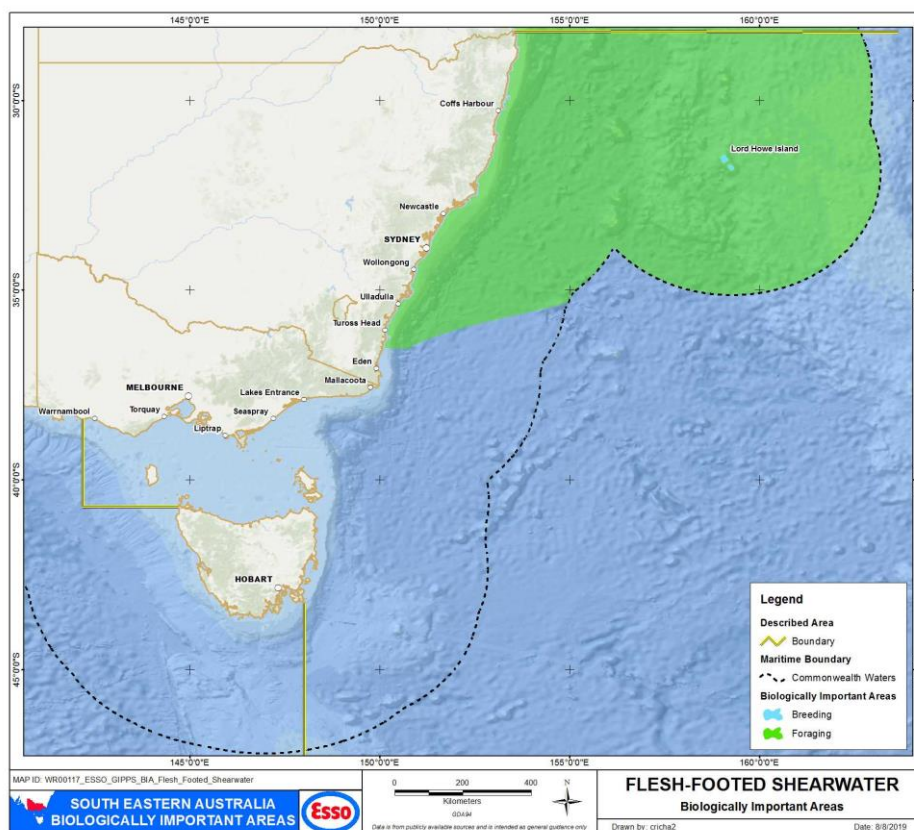 145°0'0"E
150°0'0"E
155°0'0"E
160°0'0"E
30°0'0"S
35°0'0"S
40°0'0"S
45°0'0"S
Coffs Harbour
Lord Howe Island
Newcastle
SYDNEY
Wollongong
Ulladulla
Tuross Head
Eden
Mallacoota
MELBOURNE
Lakes Entrance
Warrnambool
Torquay
Seaspray
Liptrap
HOBART
Legend
Described Area
Boundary
Maritime Boundary
Commonwealth Waters
Biologically Important Areas
Breeding
Foraging
145°0'0"E
150°0'0"E
155°0'0"E
160°0'0"E
MAP ID: WR00117_ESSO_GIPPS_BIA_Flesh_Footed_Shearwater
SOUTH EASTERN AUSTRALIA
BIOLOGICALLY IMPORTANT AREAS
Esso
0 200 400
Kilometers
GDA94
N
Data is from publicly available sources and is intended as general guidance only
FLESH-FOOTED SHEARWATER
Biologically Important Areas
Drawn by: cricha2
Date: 8/8/2019